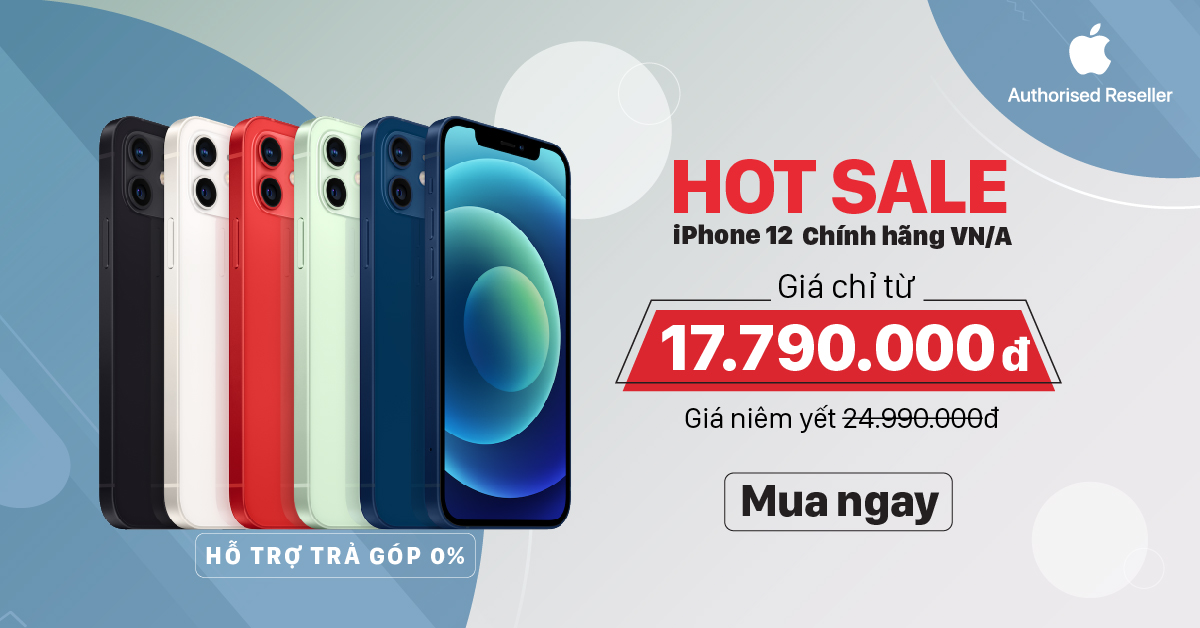 Authorised Reseller
HOT SALE
iPhone 12 Chính hãng VN/A
Giá chỉ từ
17.790.000 đ
Giá niêm yết 24.990.000đ
Mua ngay
HỖ TRỢ TRẢ GÓP 0%